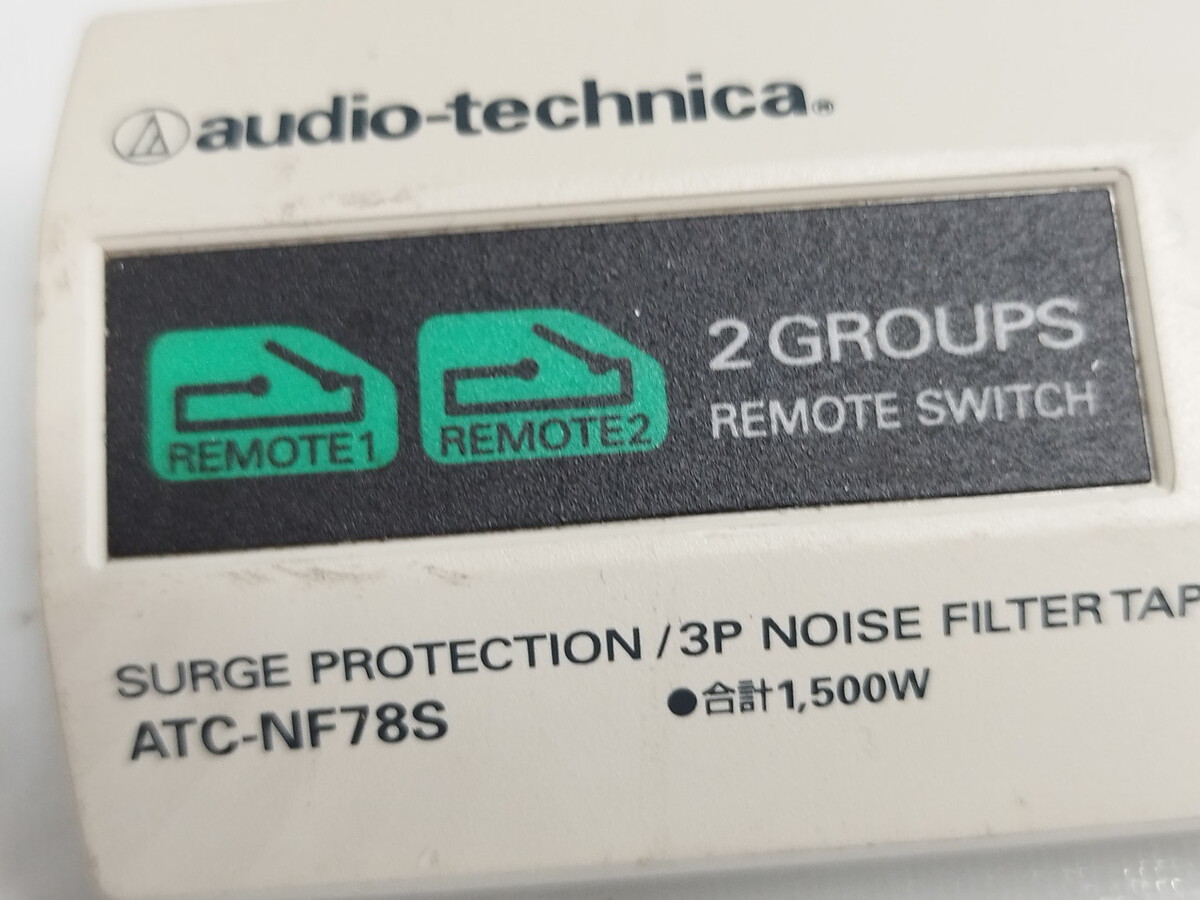 audio-technica®
REMOTE1
REMOTE2
2 GROUPS
REMOTE SWITCH
SURGE PROTECTION / 3P NOISE FILTER TAP
ATC-NF78S
●合計1,500W